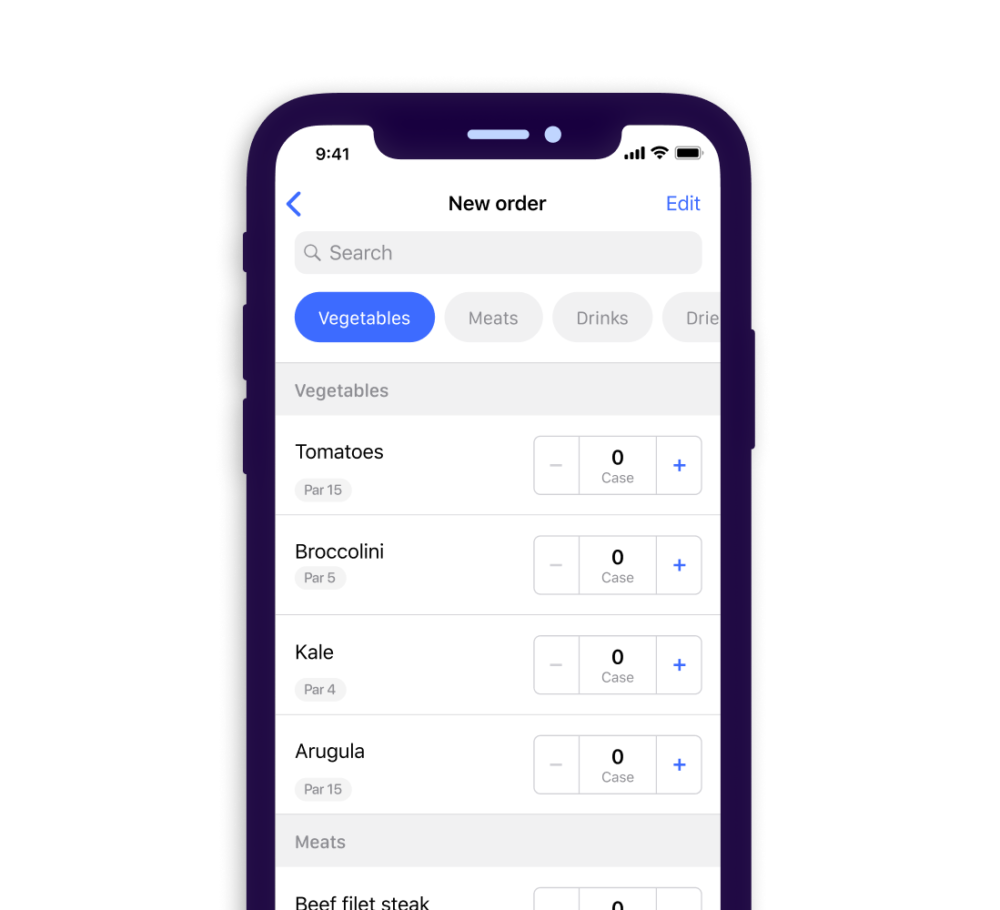 9:41
New order
Edit
Search
Vegetables
Meats
Drinks
Drie
Vegetables
Tomatoes
Par 15
− 0 +
Case
Broccolini
Par 5
− 0 +
Case
Kale
Par 4
− 0 +
Case
Arugula
Par 15
− 0 +
Case
Meats
Beef filet steak
0